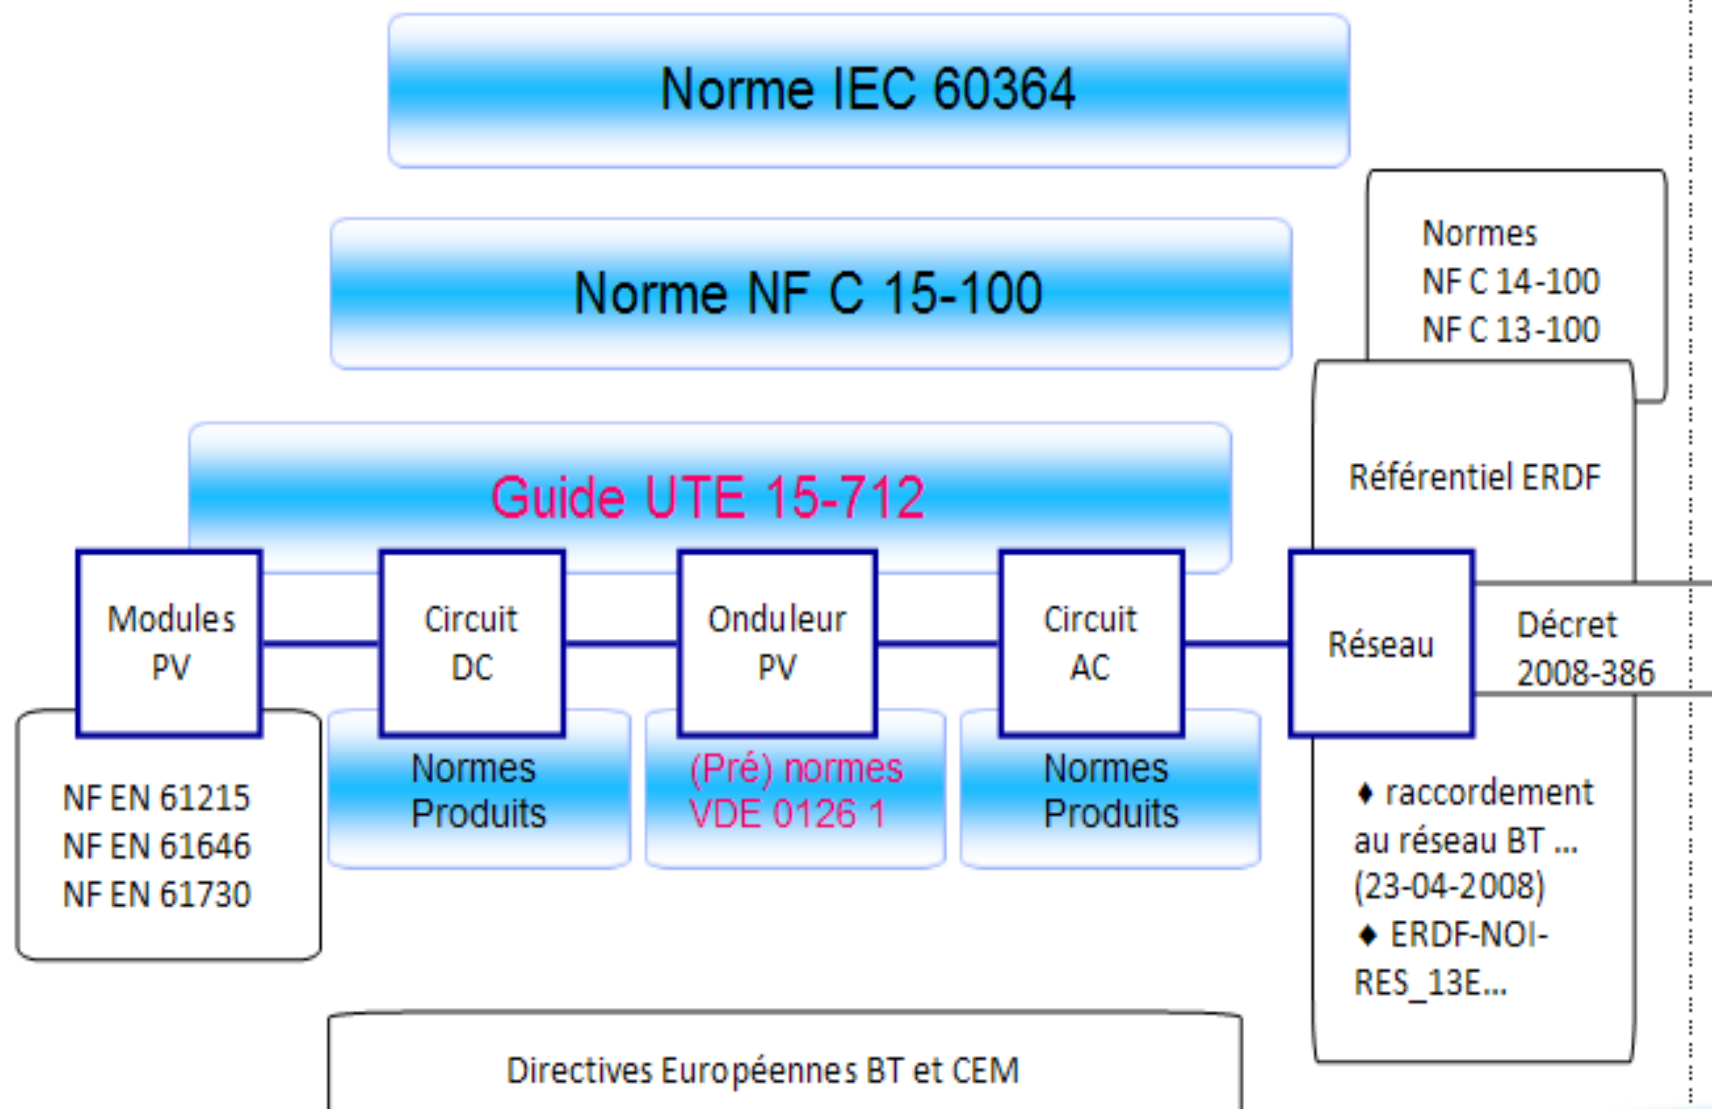 Norme IEC 60364
Normes
NF C 14-100
NF C 13-100
Norme NF C 15-100
Référentiel ERDF
Guide UTE 15-712
Modules
PV
Circuit
DC
Onduleur
PV
Circuit
AC
Réseau
Décret
2008-386
NF EN 61215
NF EN 61646
NF EN 61730
Normes
Produits
(Pré) normes
VDE 0126 1
Normes
Produits
♦ raccordement
au réseau BT ...
(23-04-2008)
♦ ERDF-NOI-
RES_13E...
Directives Européennes BT et CEM